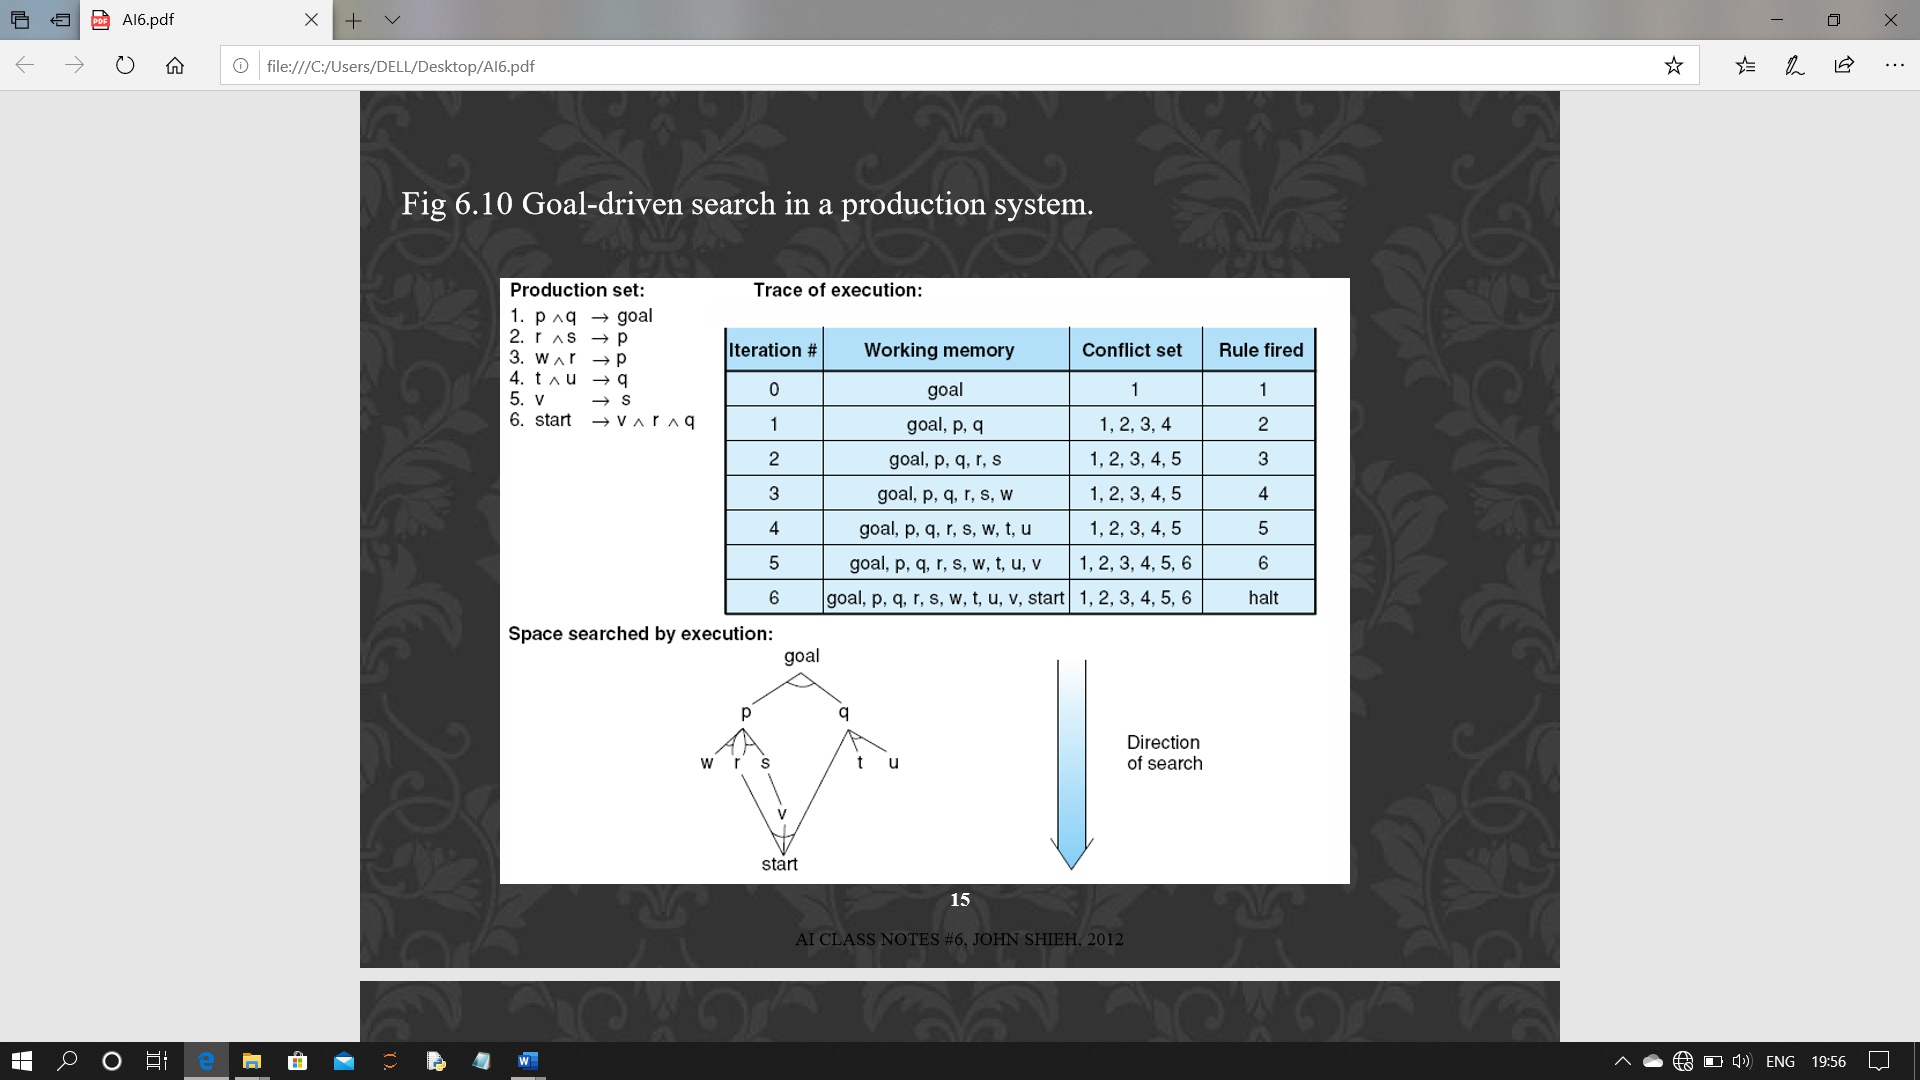 AI6.pdf
file:///C:/Users/DELL/Desktop/AI6.pdf
Fig 6.10 Goal-driven search in a production system.
Production set:
1. p ∧ q → goal
2. r ∧ s → p
3. w ∧ r → p
4. t ∧ u → q
5. v → s
6. start → v ∧ r ∧ q
Trace of execution:
Iteration # Working memory Conflict set Rule fired
0 goal 1 1
1 goal, p, q 1, 2, 3, 4 2
2 goal, p, q, r, s 1, 2, 3, 4, 5 3
3 goal, p, q, r, s, w 1, 2, 3, 4, 5 4
4 goal, p, q, r, s, w, t, u 1, 2, 3, 4, 5 5
5 goal, p, q, r, s, w, t, u, v 1, 2, 3, 4, 5, 6 6
6 goal, p, q, r, s, w, t, u, v, start 1, 2, 3, 4, 5, 6 halt
Space searched by execution:
goal
p q
w r s t u
v
start
Direction
of search
15
AI CLASS NOTES #6, JOHN SHIEH, 2012
ENG 19:56